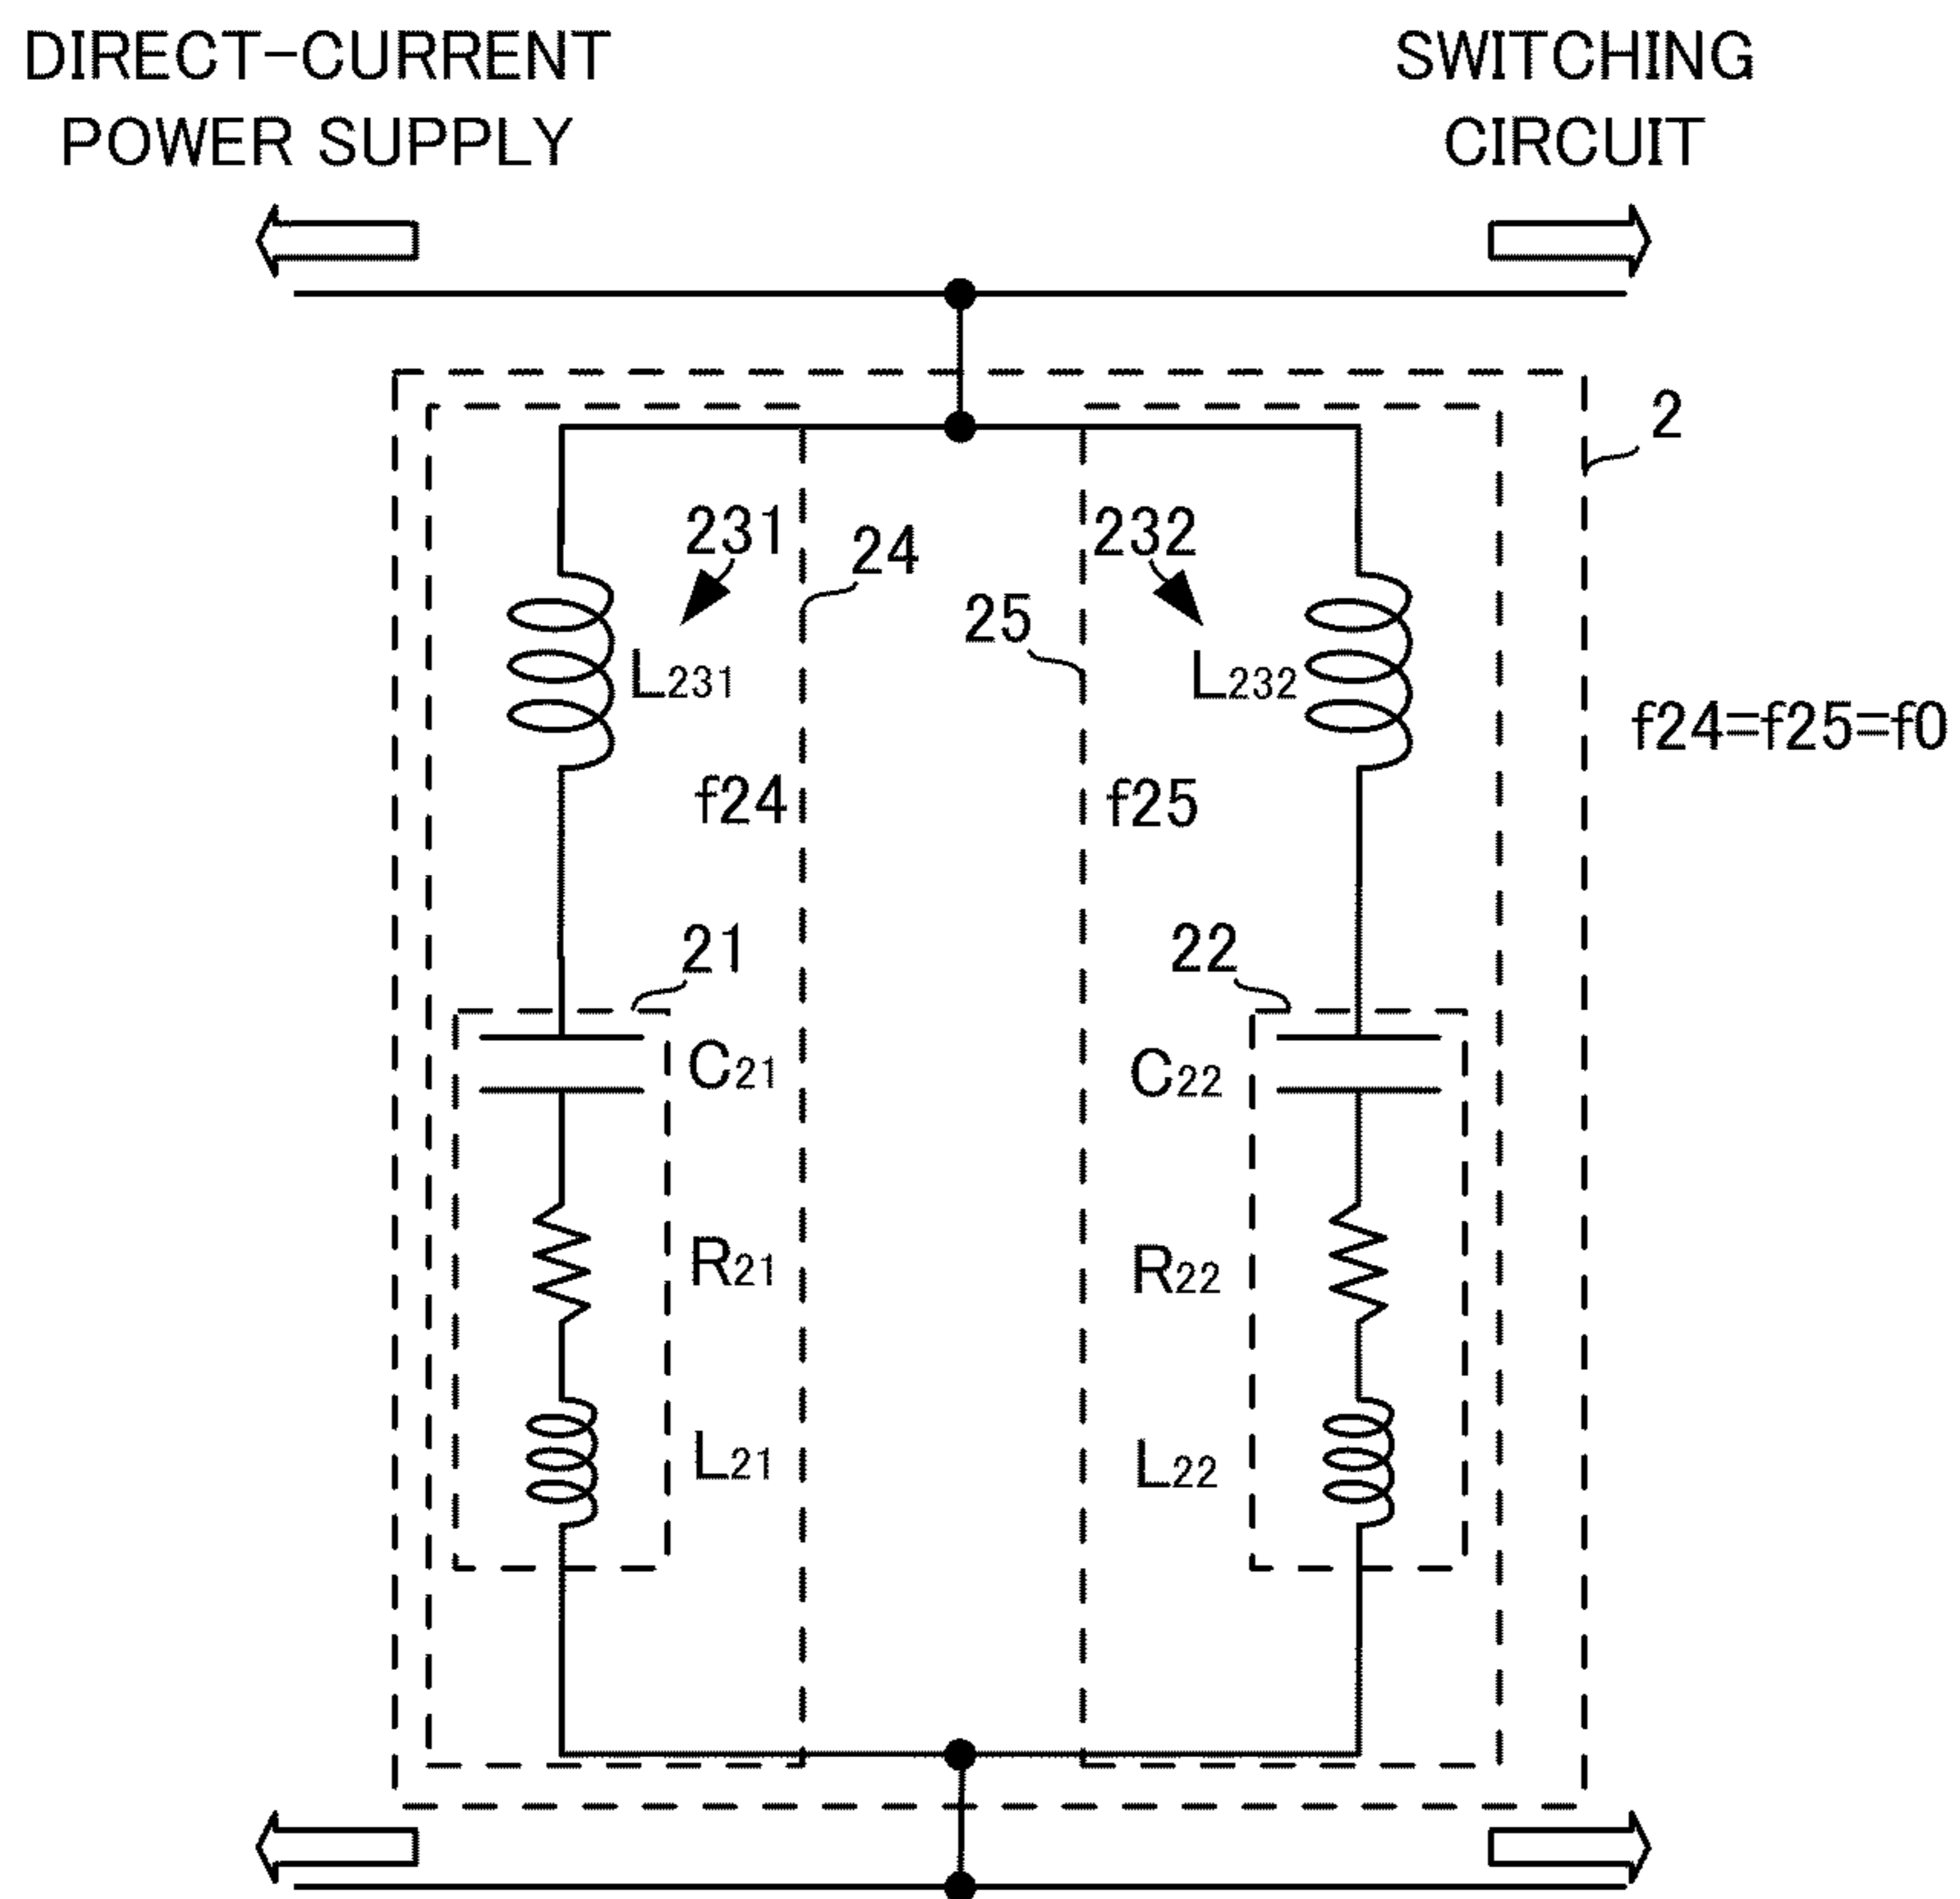 DIRECT-CURRENT
POWER SUPPLY
SWITCHING
CIRCUIT
2
231
24
232
25
L231
L232
f24=f25=f0
f24
f25
21
22
C21
C22
R21
R22
L21
L22